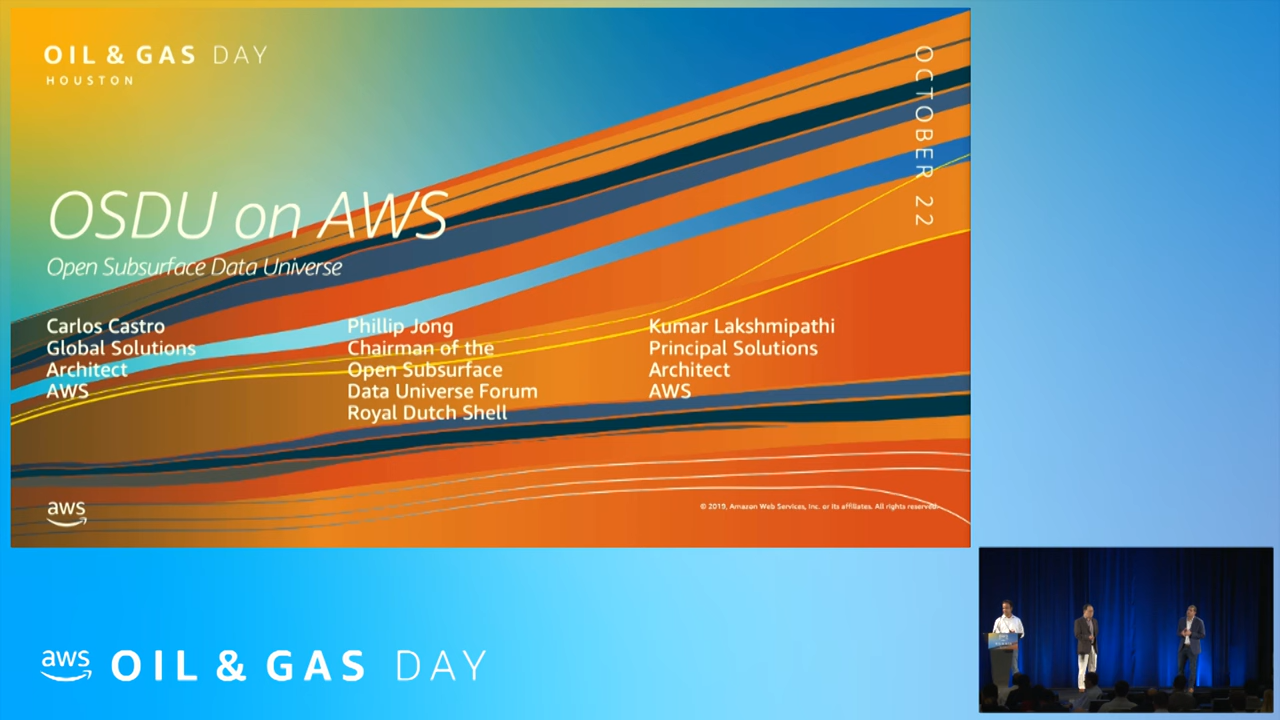 OIL & GAS DAY
HOUSTON
OCTOBER 22
OSDU on AWS
Open Subsurface Data Universe
Carlos Castro
Global Solutions
Architect
AWS
Phillip Jong
Chairman of the
Open Subsurface
Data Universe Forum
Royal Dutch Shell
Kumar Lakshmipathi
Principal Solutions
Architect
AWS
aws
© 2019, Amazon Web Services, Inc. or its affiliates. All rights reserved.
aws OIL & GAS DAY